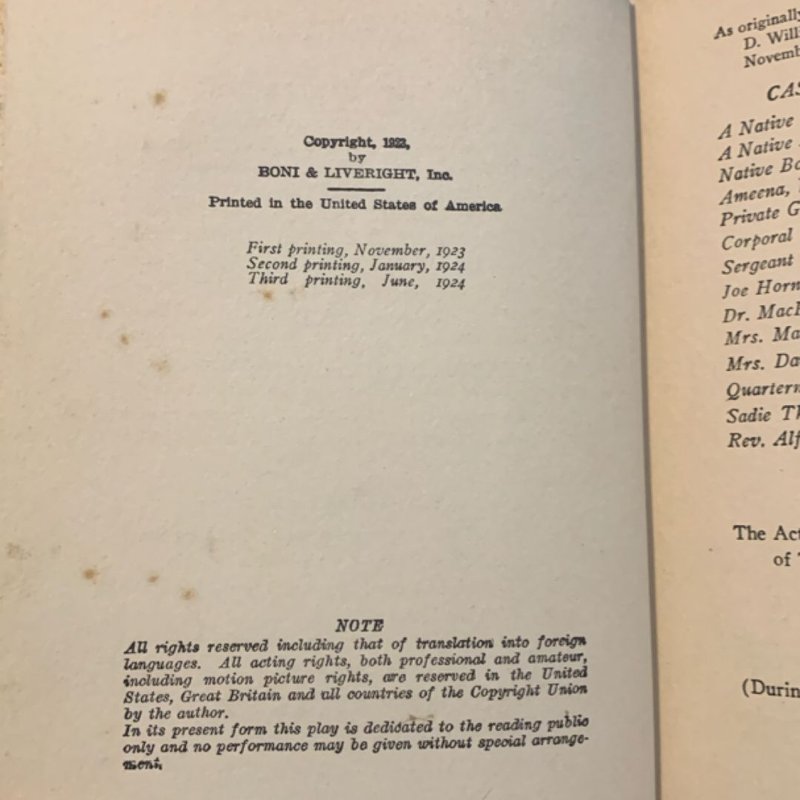 Copyright, 1923,
by
BONI & LIVERIGHT, Inc.
Printed in the United States of America
First printing, November, 1923
Second printing, January, 1924
Third printing, June, 1924
NOTE
All rights reserved including that of translation into foreign
languages. All acting rights, both professional and amateur,
including motion picture rights, are reserved in the United
States, Great Britain and all countries of the Copyright Union
by the author.
In its present form this play is dedicated to the reading public
only and no performance may be given without special arrange-
ment.
As originally
D. Will
Novemb
CAS
A Native
A Native
Native Bo
Ameena,
Private G
Corporal
Sergeant
Joe Horn
Dr. MacP
Mrs. Ma
Mrs. Da
Quartern
Sadie Th
Rev. Alf
The Act
of
(Durin